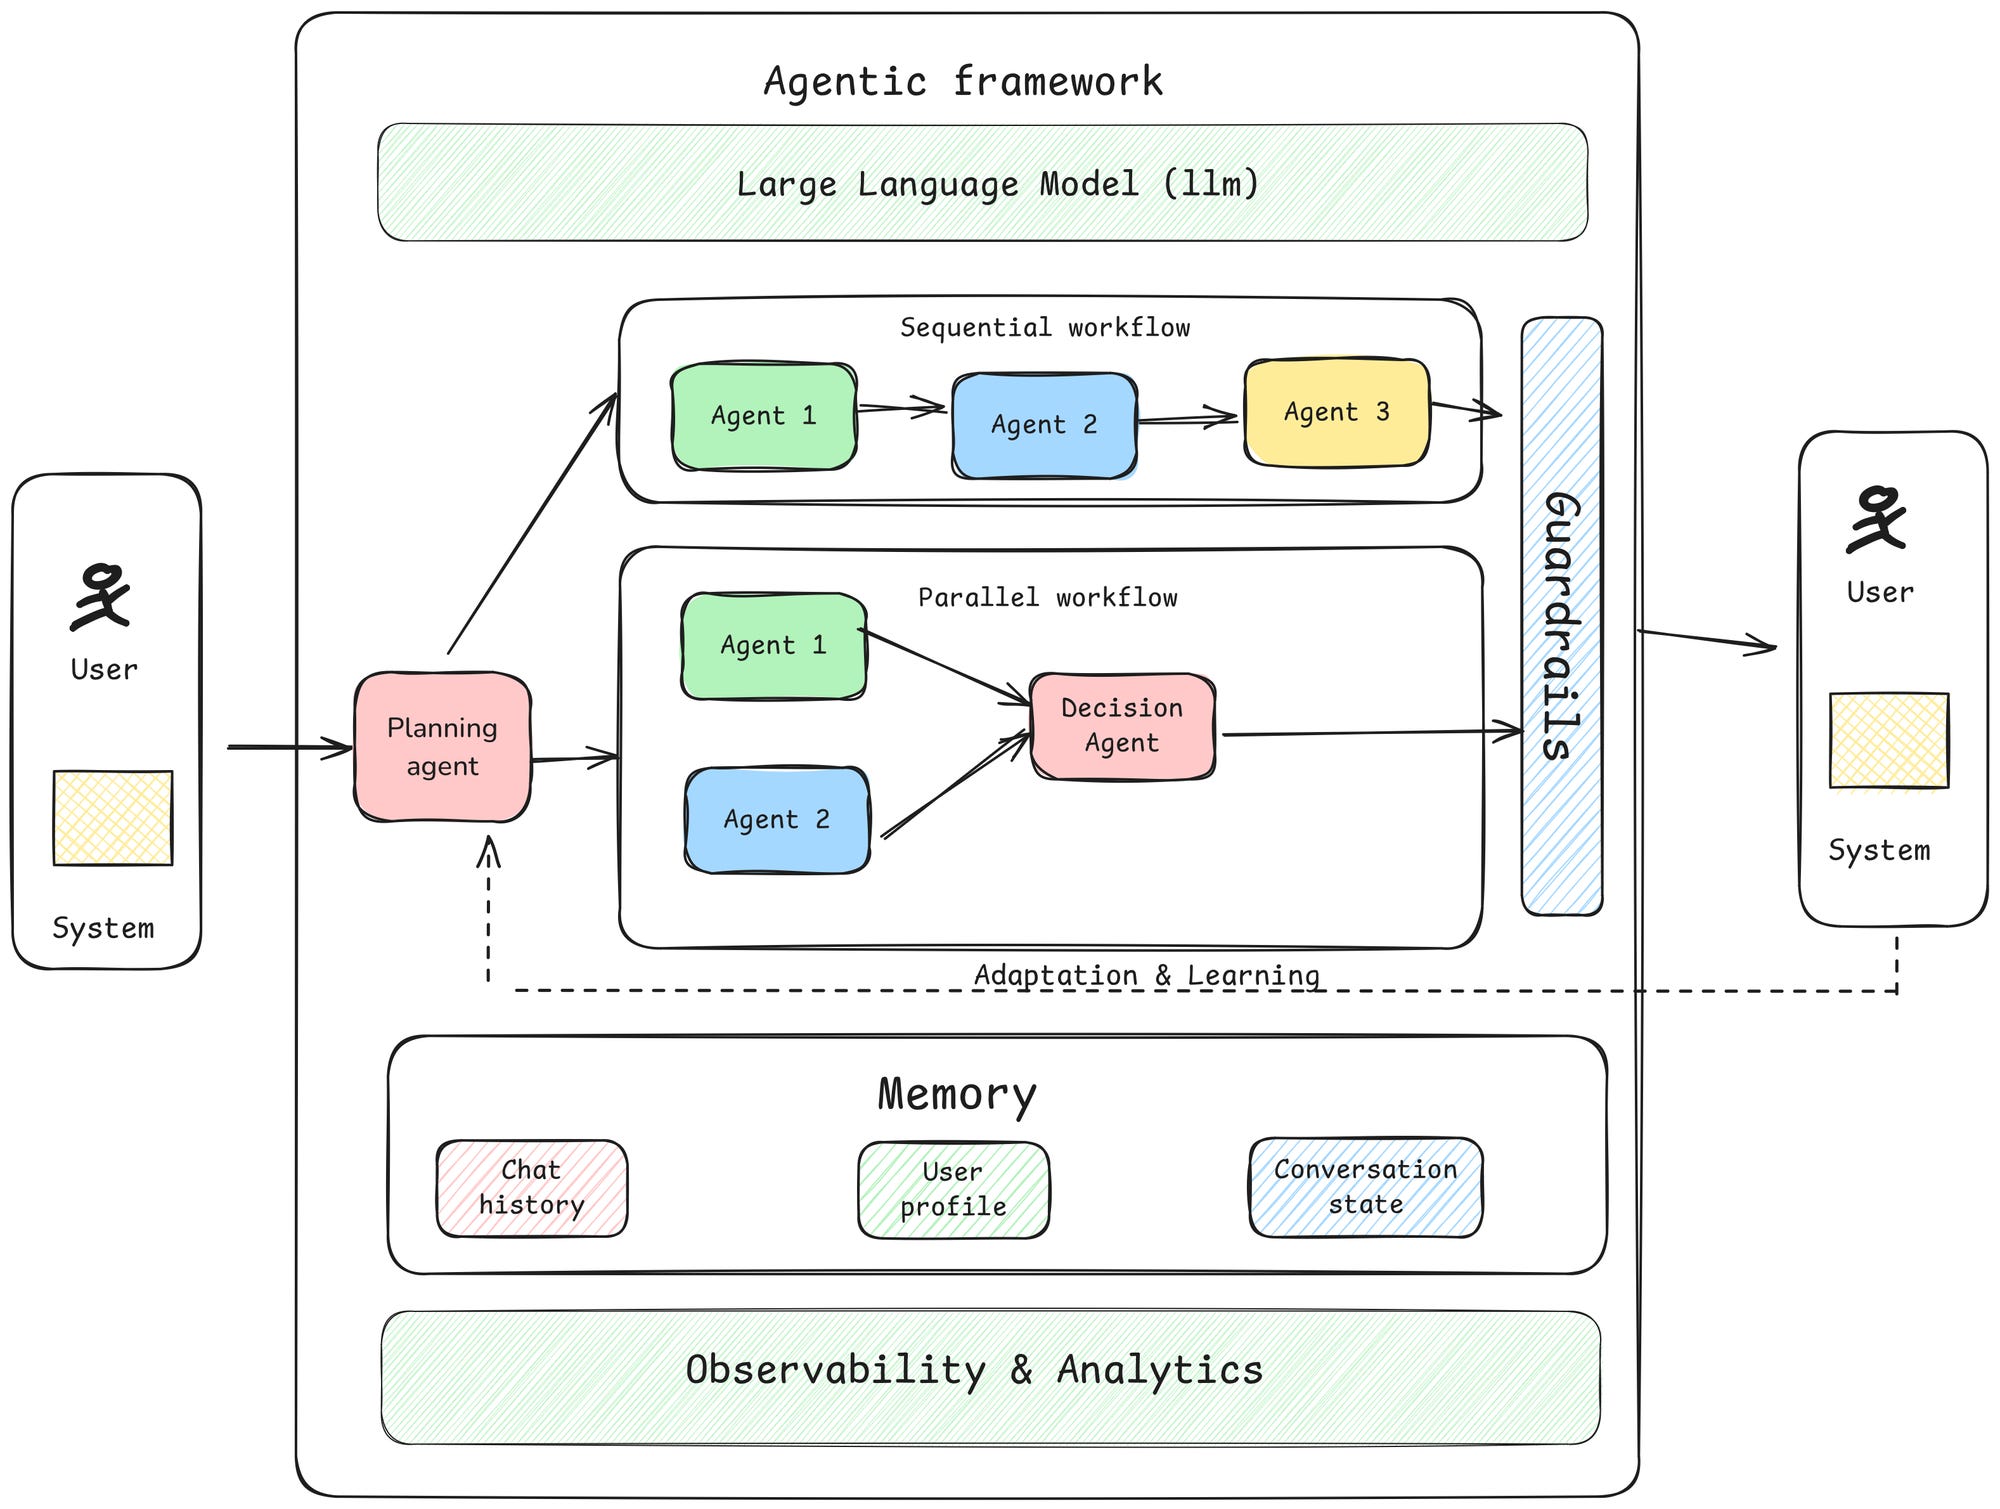 Agentic framework
Large Language Model (llm)
Sequential workflow
Agent 1
Agent 2
Agent 3
User
System
Planning
agent
Parallel workflow
Agent 1
Agent 2
Decision
Agent
Guardrails
User
System
Adaptation & Learning
Memory
Chat
history
User
profile
Conversation
state
Observability & Analytics